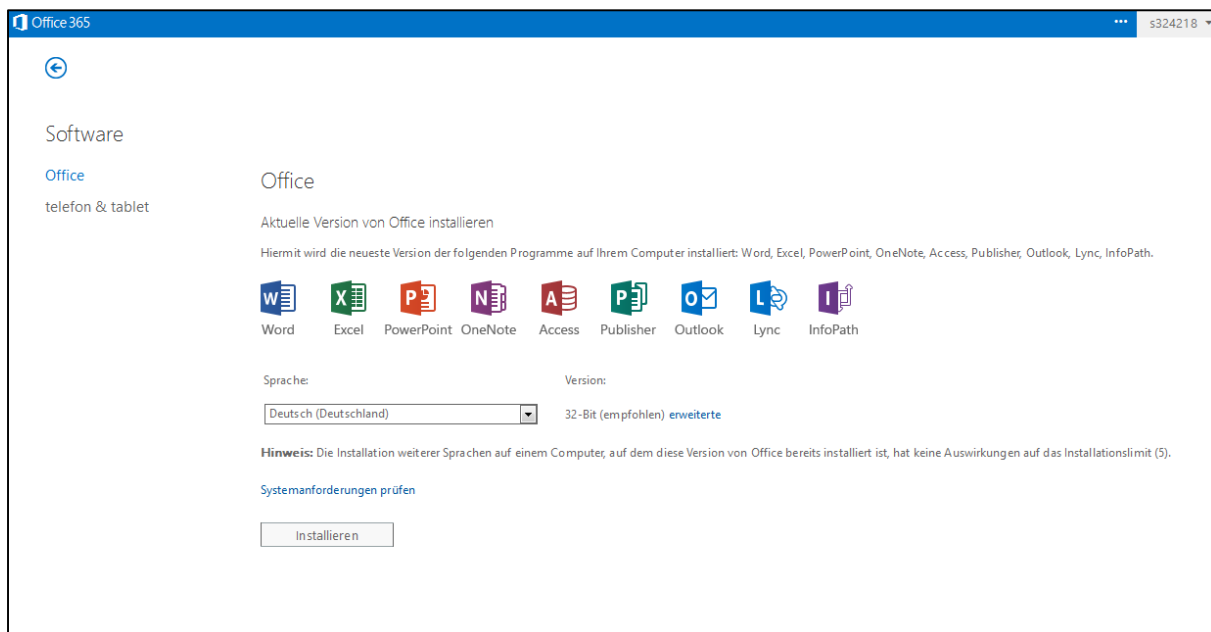 Office 365 ... s324218
Software
Office
telefon & tablet
Office
Aktuelle Version von Office installieren
Hiermit wird die neueste Version der folgenden Programme auf Ihrem Computer installiert: Word, Excel, PowerPoint, OneNote, Access, Publisher, Outlook, Lync, InfoPath.
Word Excel PowerPoint OneNote Access Publisher Outlook Lync InfoPath
Sprache: Version:
Deutsch (Deutschland) 32-Bit (empfohlen) erweiterte
Hinweis: Die Installation weiterer Sprachen auf einem Computer, auf dem diese Version von Office bereits installiert ist, hat keine Auswirkungen auf das Installationslimit (5).
Systemanforderungen prüfen
Installieren